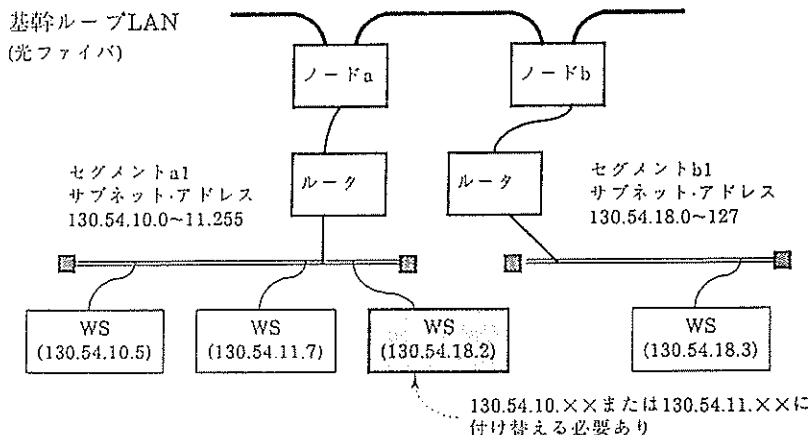 基幹ループLAN
(光ファイバ)
ノードa
ノードb
セグメントa1
サブネット・アドレス
130.54.10.0~11.255
ルータ
ルータ
セグメントb1
サブネット・アドレス
130.54.18.0~127
WS
(130.54.10.5)
WS
(130.54.11.7)
WS
(130.54.18.2)
WS
(130.54.18.3)
130.54.10.××または130.54.11.××に
付け替える必要あり